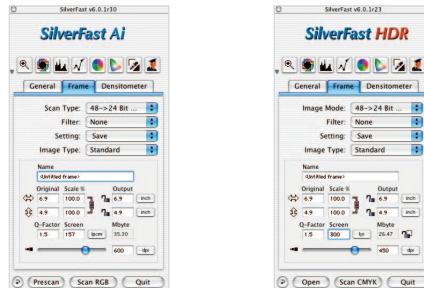 SilverFast v6.0.1r30
SilverFast Ai
General Frame Densitometer
Scan Type: 48->24 Bit ...
Filter: None
Setting: Save
Image Type: Standard
Name
<Untitled frame>
Original Scale % Output
6.9 100.0 6.9 inch
4.9 100.0 4.9 inch
Q-Factor Screen Mbyte
1.5 157 lpcm 35.30
600 dpi
Prescan Scan RGB Quit
SilverFast v6.0.1r23
SilverFast HDR
General Frame Densitometer
Image Mode: 48->24 Bit ...
Filter: None
Setting: Save
Image Type: Standard
Name
<Untitled frame>
Original Scale % Output
6.9 100.0 6.9 inch
4.9 100.0 4.9 inch
Q-Factor Screen Mbyte
1.5 300 lpi 26.47
450 dpi
Open Scan CMYK Quit